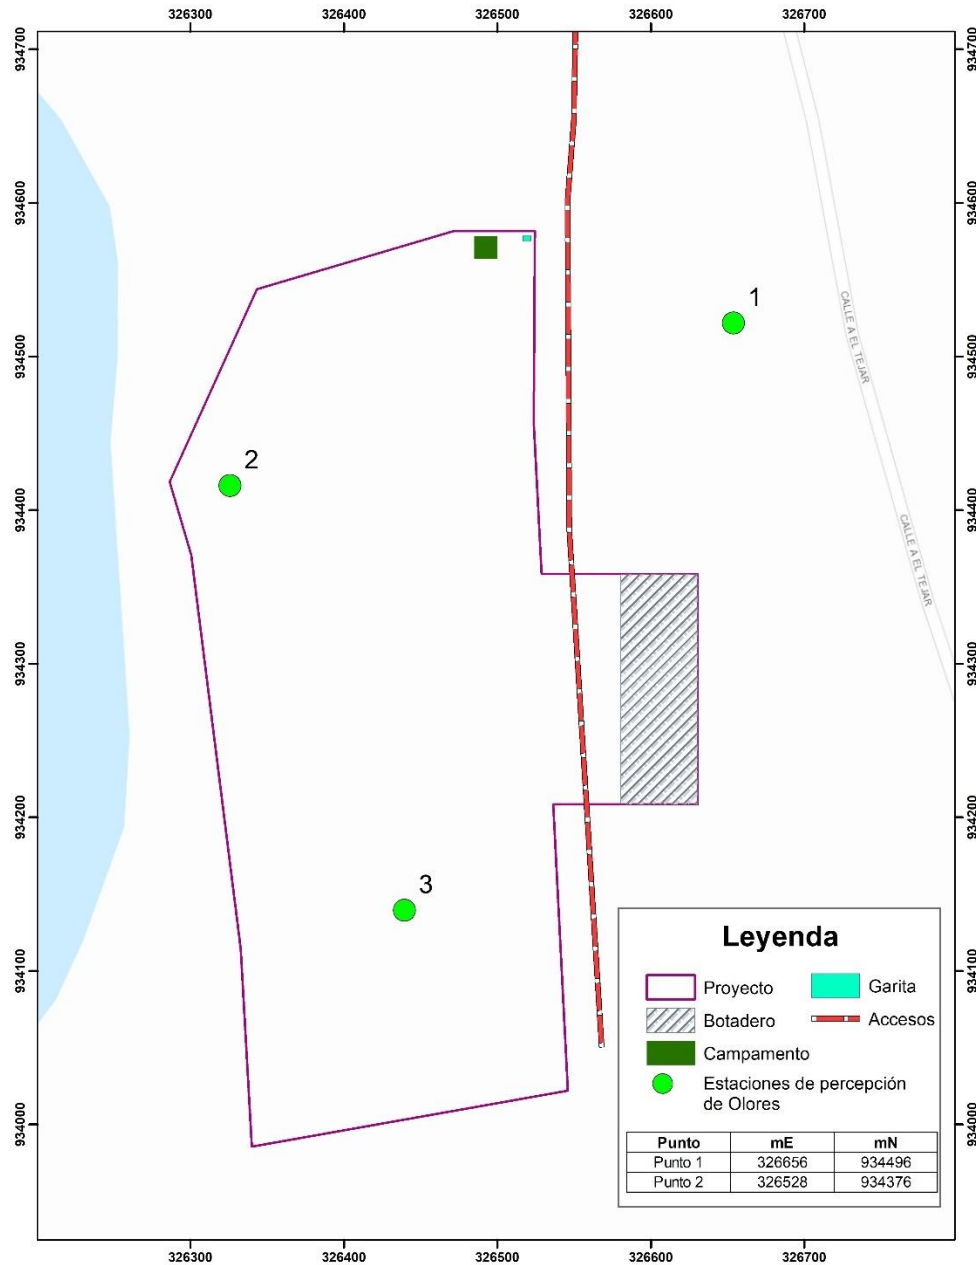 326300 326400 326500 326600 326700
934700 934700
934600 934600
1
CALLE A EL TEJAR
934500 934500
2
934400 934400
CALLE A EL TEJAR
934300 934300
934200 934200
3
934100 934100
934000 934000
Leyenda
Proyecto Garita
Botadero Accesos
Campamento
Estaciones de percepción
de Olores
Punto mE mN
Punto 1 326656 934496
Punto 2 326528 934376
326300 326400 326500 326600 326700